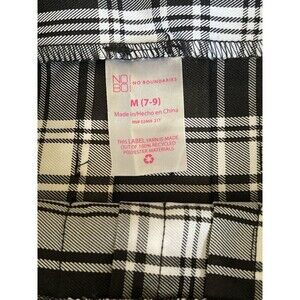 NO
BO
NO BOUNDARIES
M (7-9)
Made in/Hecho en China
THIS LABEL YARN IS MADE
OUT OF 100% RECYCLED
POLYESTER MATERIALS